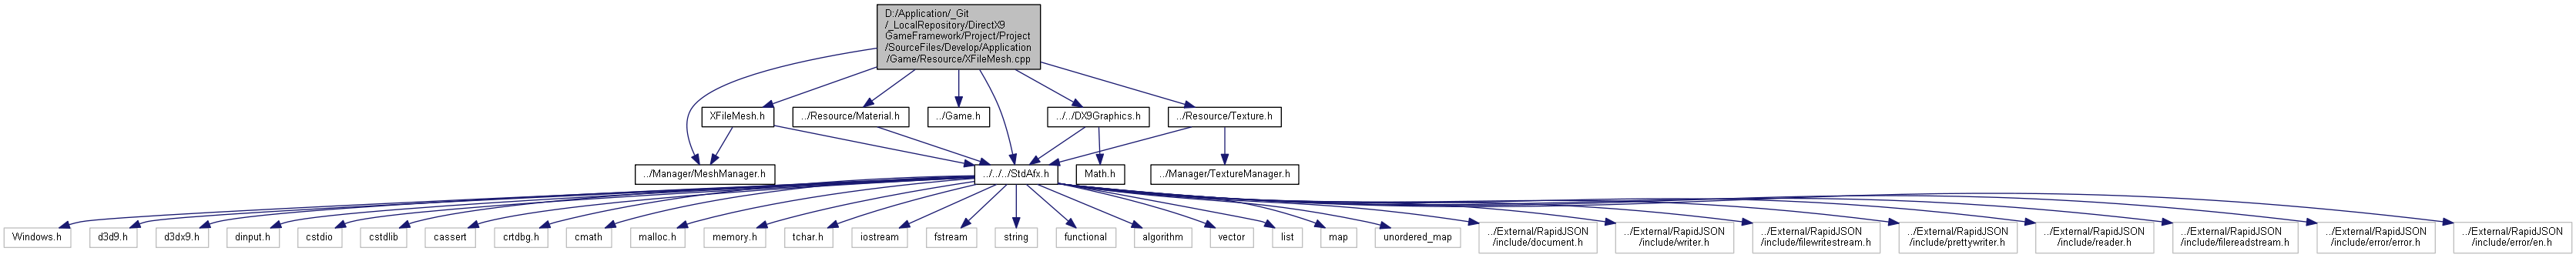 D:/Application/_Git
/_LocalRepository/DirectX9
GameFramework/Project/Project
/SourceFiles/Develop/Application
/Game/Resource/XFileMesh.cpp
XFileMesh.h
../Resource/Material.h
../Game.h
../../DX9Graphics.h
../Resource/Texture.h
../Manager/MeshManager.h
../../../StdAfx.h
Math.h
../Manager/TextureManager.h
Windows.h
d3d9.h
d3dx9.h
dinput.h
cstdio
cstdlib
cassert
crtdbg.h
cmath
malloc.h
memory.h
tchar.h
iostream
fstream
string
functional
algorithm
vector
list
map
unordered_map
../External/RapidJSON
/include/document.h
../External/RapidJSON
/include/writer.h
../External/RapidJSON
/include/filewritestream.h
../External/RapidJSON
/include/prettywriter.h
../External/RapidJSON
/include/reader.h
../External/RapidJSON
/include/filereadstream.h
../External/RapidJSON
/include/error/error.h
../External/RapidJSON
/include/error/en.h